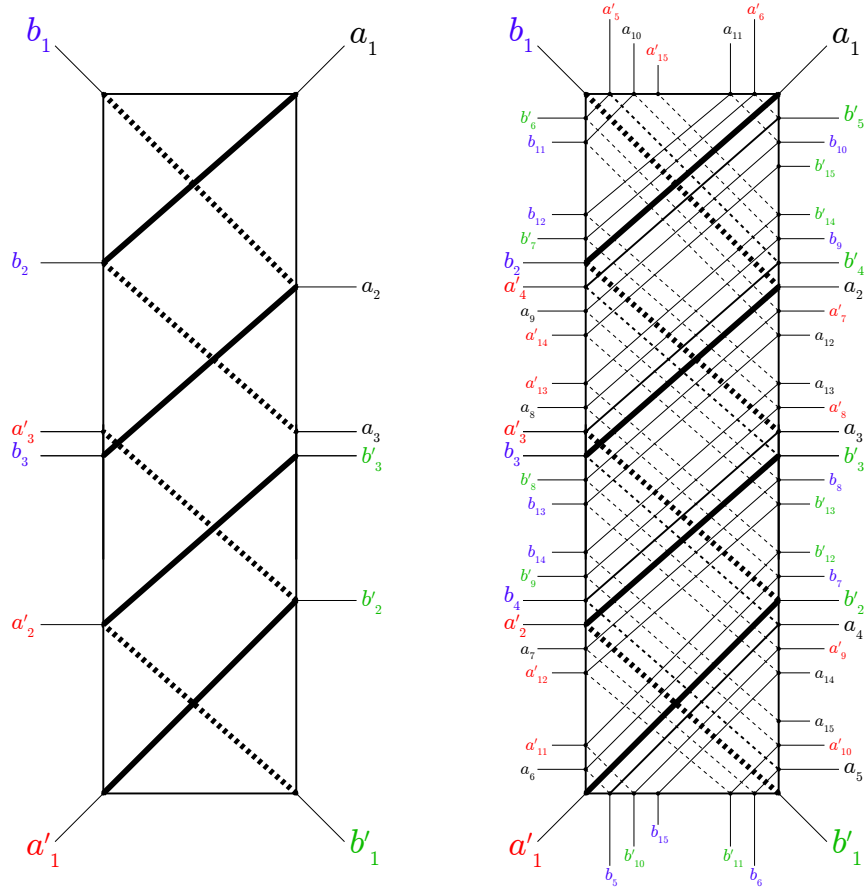 b₁ a₁
b₂
a₂
a'₃ a₃
b₃ b'₃
b'₂
a'₂
a'₁ b'₁
a'₅ a'₆
a₁₀ a₁₁
a'₁₅
b₁ a₁
b'₆ b'₅
b₁₁ b₁₀
b'₁₅
b₁₂ b'₁₄
b'₇ b₉
b₂ b'₄
a'₄ a₂
a₉ a'₇
a'₁₄ a₁₂
a'₁₃ a₁₃
a₈ a'₈
a'₃ a₃
b₃ b'₃
b'₈ b₈
b₁₃ b'₁₃
b₁₄ b'₁₂
b'₉ b₇
b₄ b'₂
a'₂ a₄
a₇ a'₉
a'₁₂ a₁₄
a₁₅
a'₁₁ a'₁₀
a₆ a₅
a'₁ b'₁
b₁₅
b'₁₀ b'₁₁
b₅ b₆